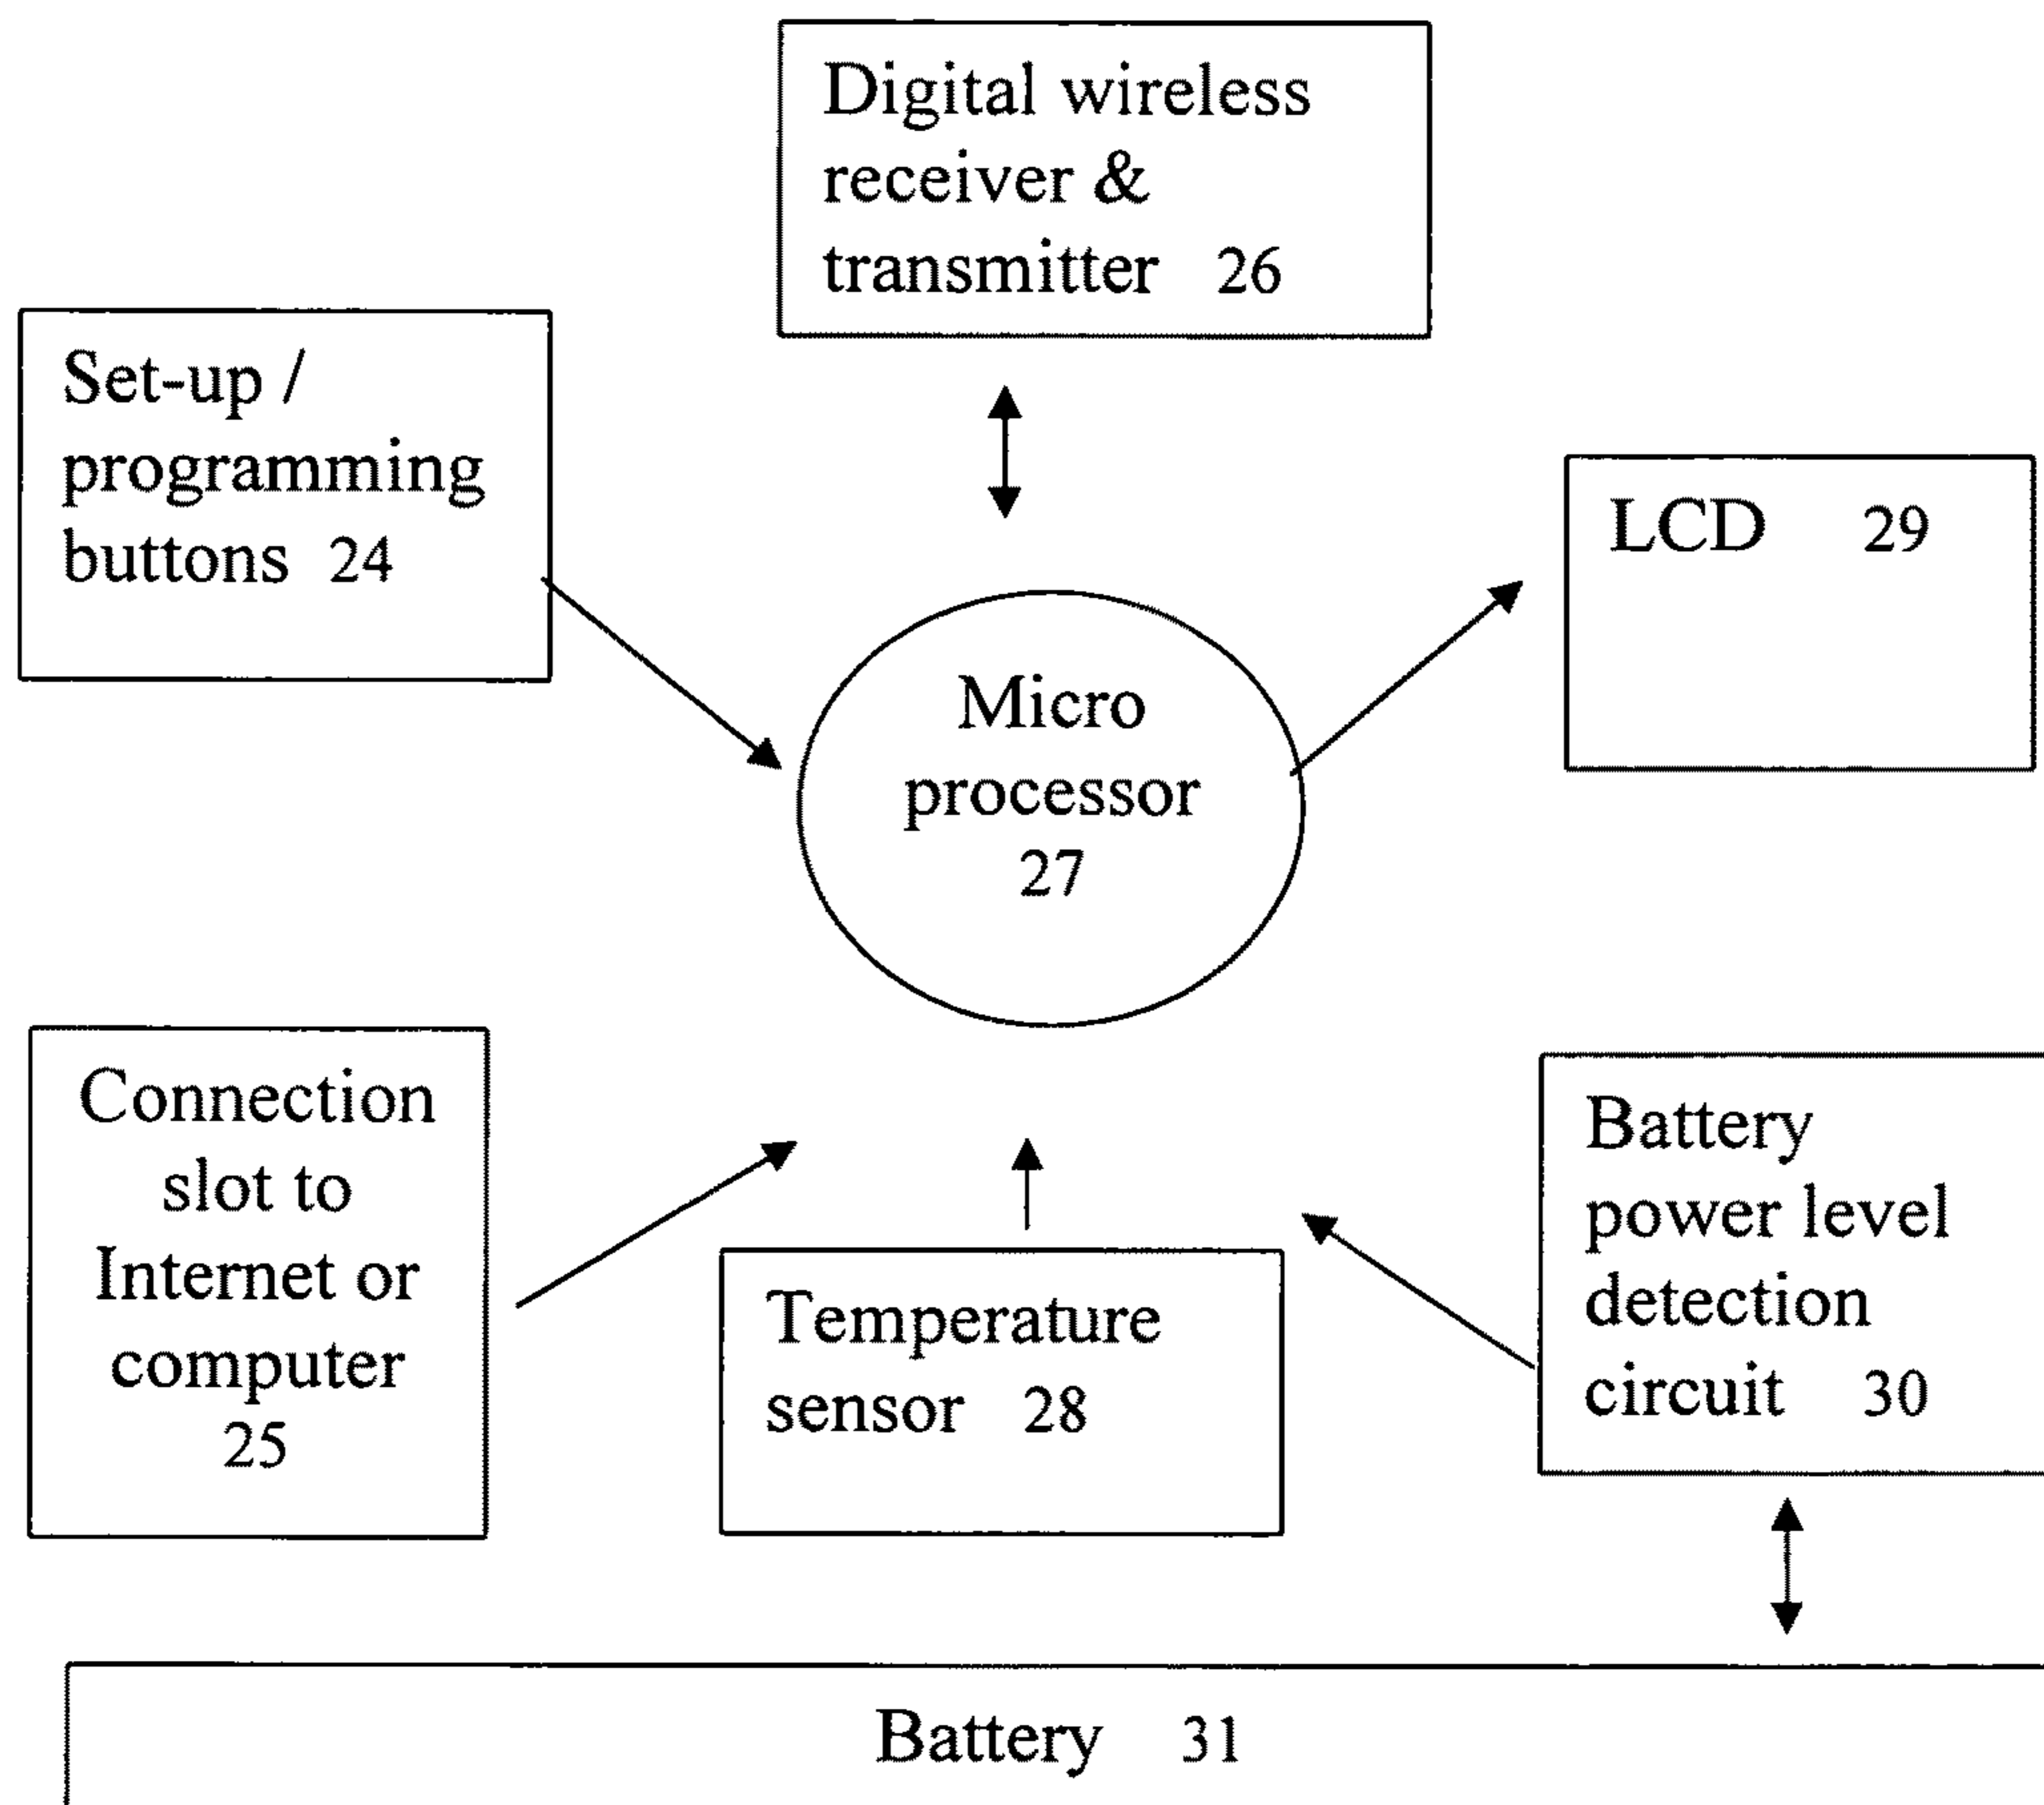 Digital wireless
receiver &
transmitter 26
Set-up /
programming
buttons 24
LCD 29
Micro
processor
27
Connection
slot to
Internet or
computer
25
Temperature
sensor 28
Battery
power level
detection
circuit 30
Battery 31